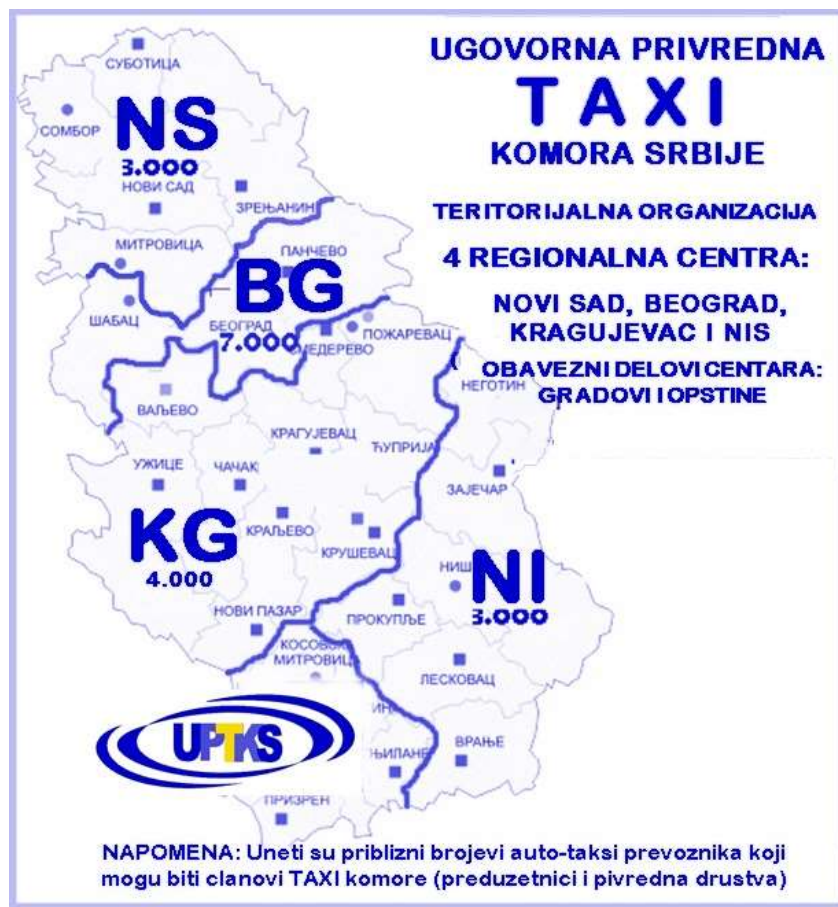 UGOVORNA PRIVREDNA
TAXI
KOMORA SRBIJE
TERITORIJALNA ORGANIZACIJA
4 REGIONALNA CENTRA:
NOVI SAD, BEOGRAD,
KRAGUJEVAC I NIS
OBAVEZNI DELOVI CENTARA:
GRADOVI I OPSTINE
СУБОТИЦА
NS
СОМБОР
3.000
НОВИ САД
ЗРЕЊАНИН
МИТРОВИЦА
ПАНЧЕВО
BG
ШАБАЦ
БЕОГРАД
7.000
ПОЖАРЕВАЦ
НЕГОТИН
ВАЉЕВО
КРАГУЈЕВАЦ
ЋУПРИЈА
УЖИЦЕ
ЧАЧАК
ЗАЈЕЧАР
KG
КРАЉЕВО
КРУШЕВАЦ
4.000
НИШ
NI
3.000
НОВИ ПАЗАР
ПРОКУПЉЕ
МИТРОВИЦА
ЛЕСКОВАЦ
UPTKS
ВРАЊЕ
ПРИЗРЕН
NAPOMENA: Uneti su priblizni brojevi auto-taksi prevoznika koji
mogu biti clanovi TAXI komore (preduzetnici i pivredna drustva)